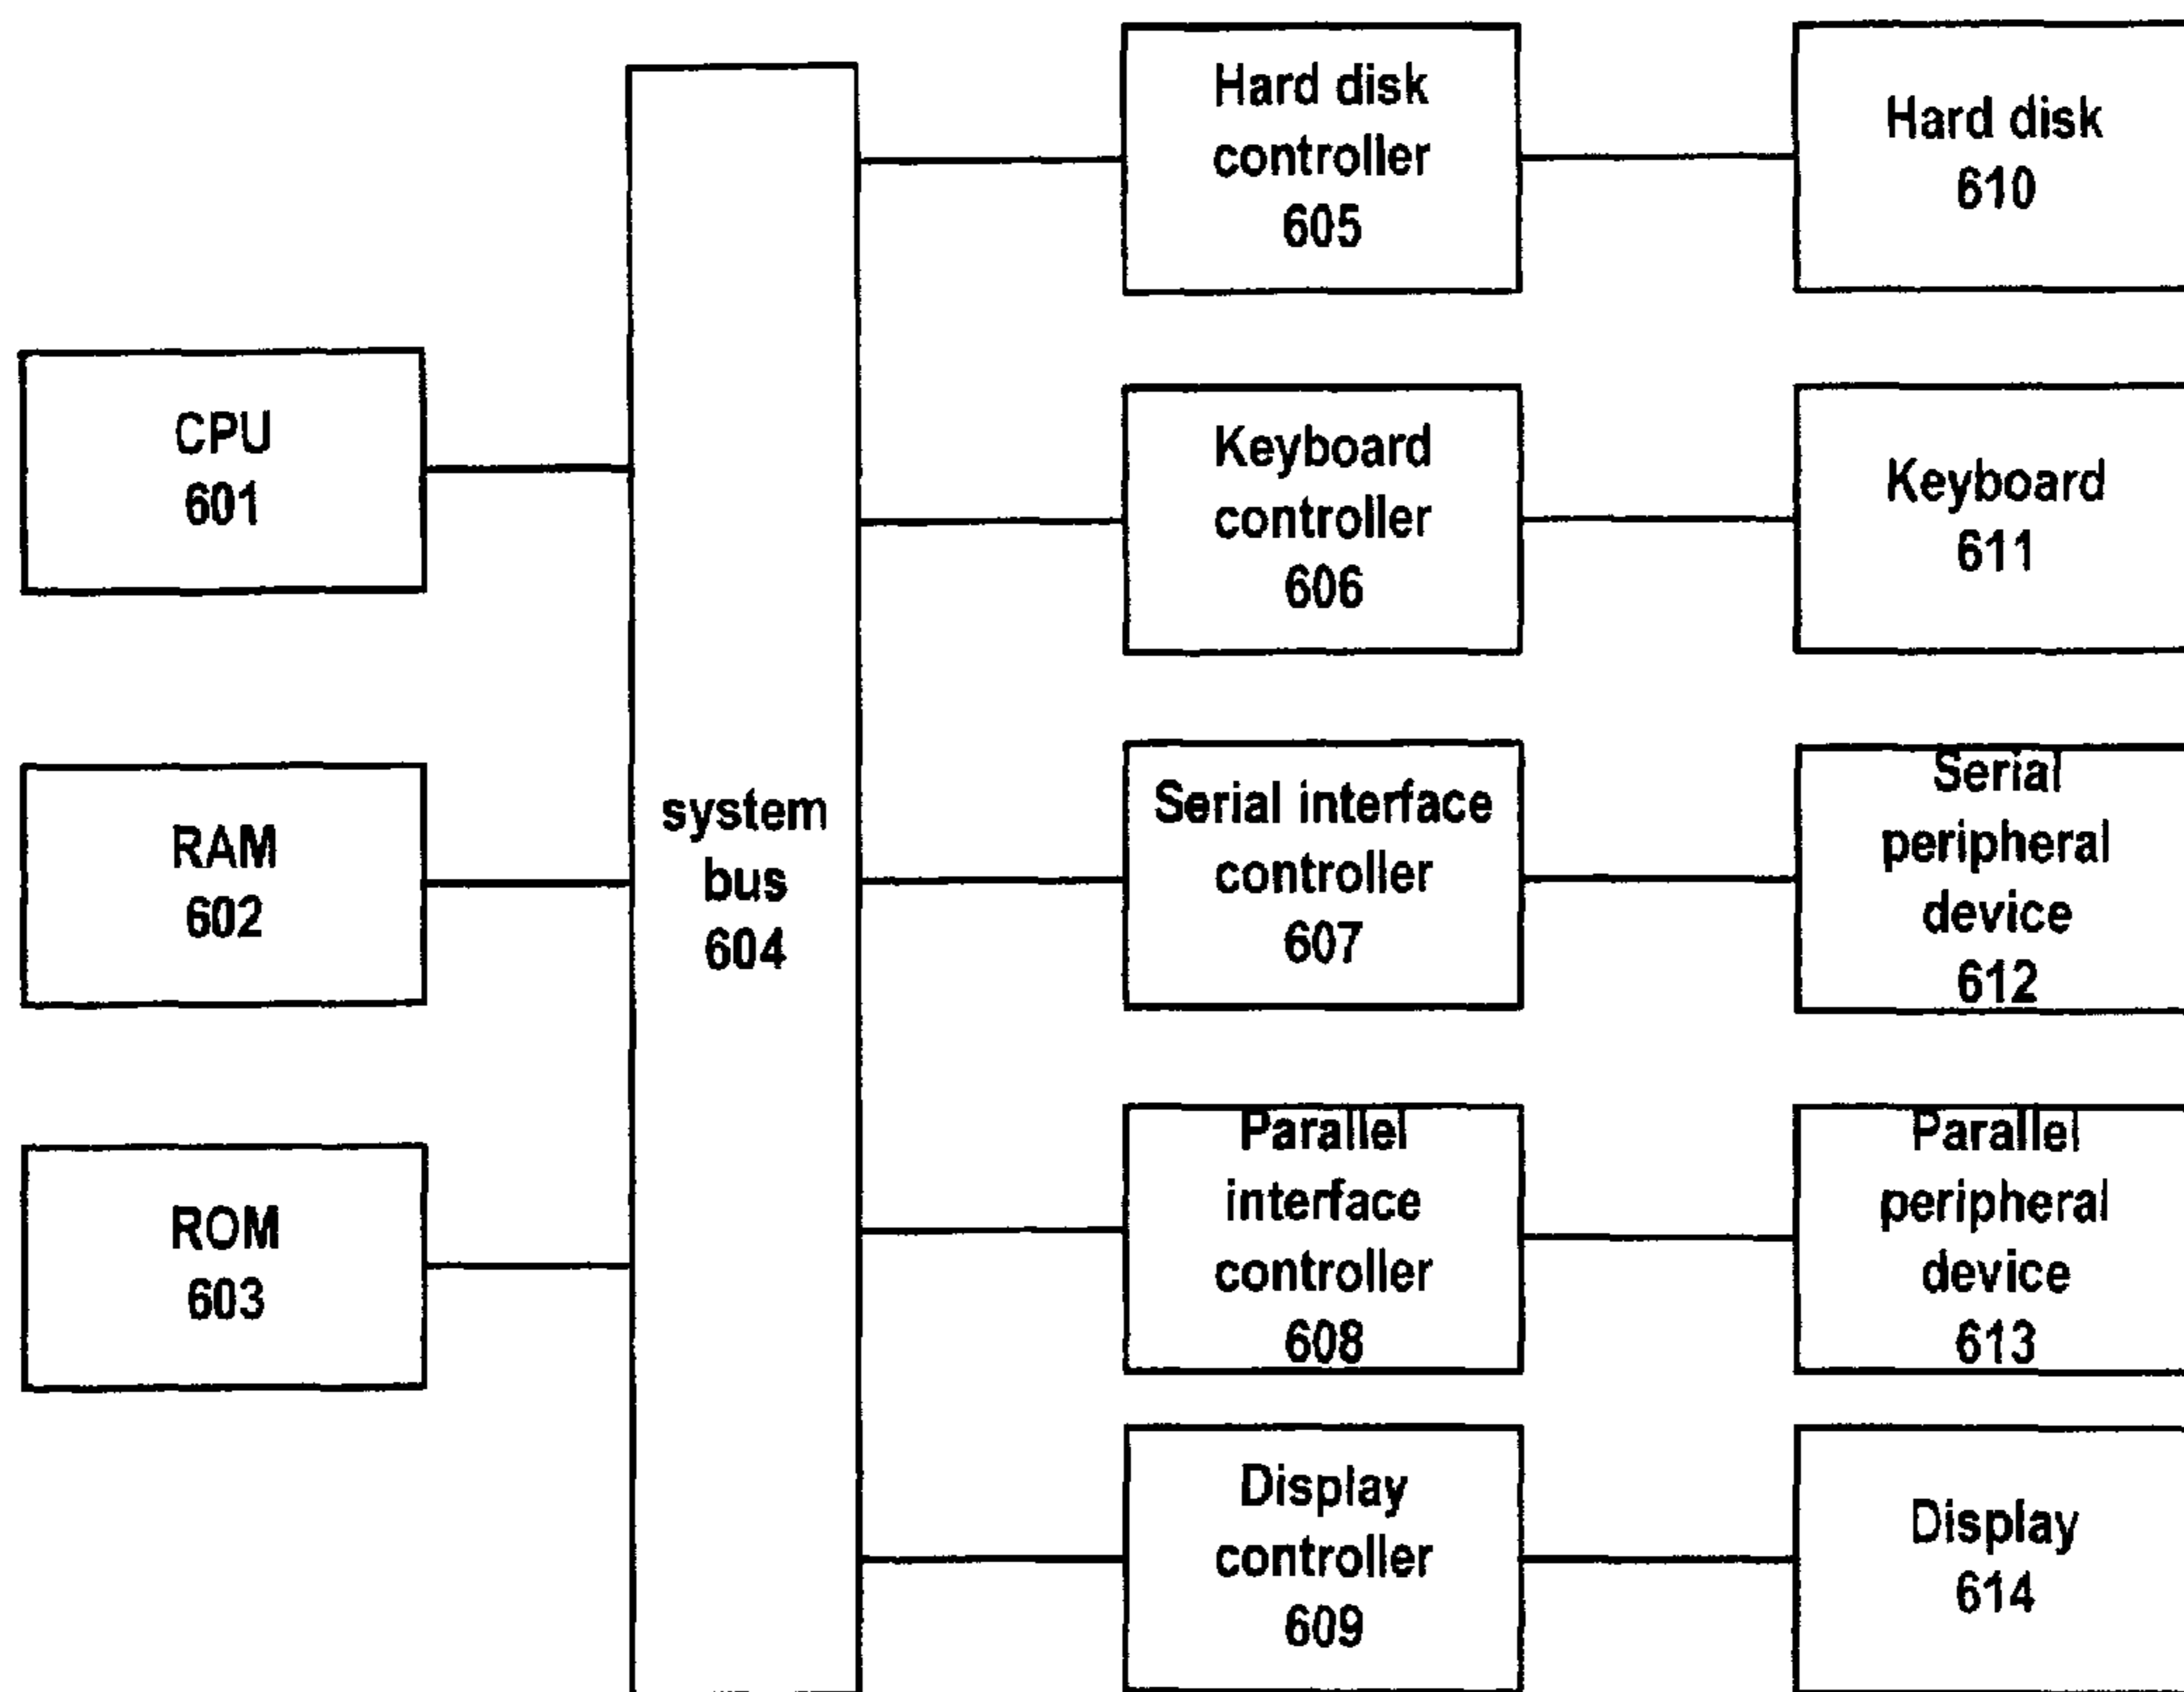 CPU
601
RAM
602
ROM
603
system
bus
604
Hard disk
controller
605
Keyboard
controller
606
Serial interface
controller
607
Parallel
interface
controller
608
Display
controller
609
Hard disk
610
Keyboard
611
Serial
peripheral
device
612
Parallel
peripheral
device
613
Display
614